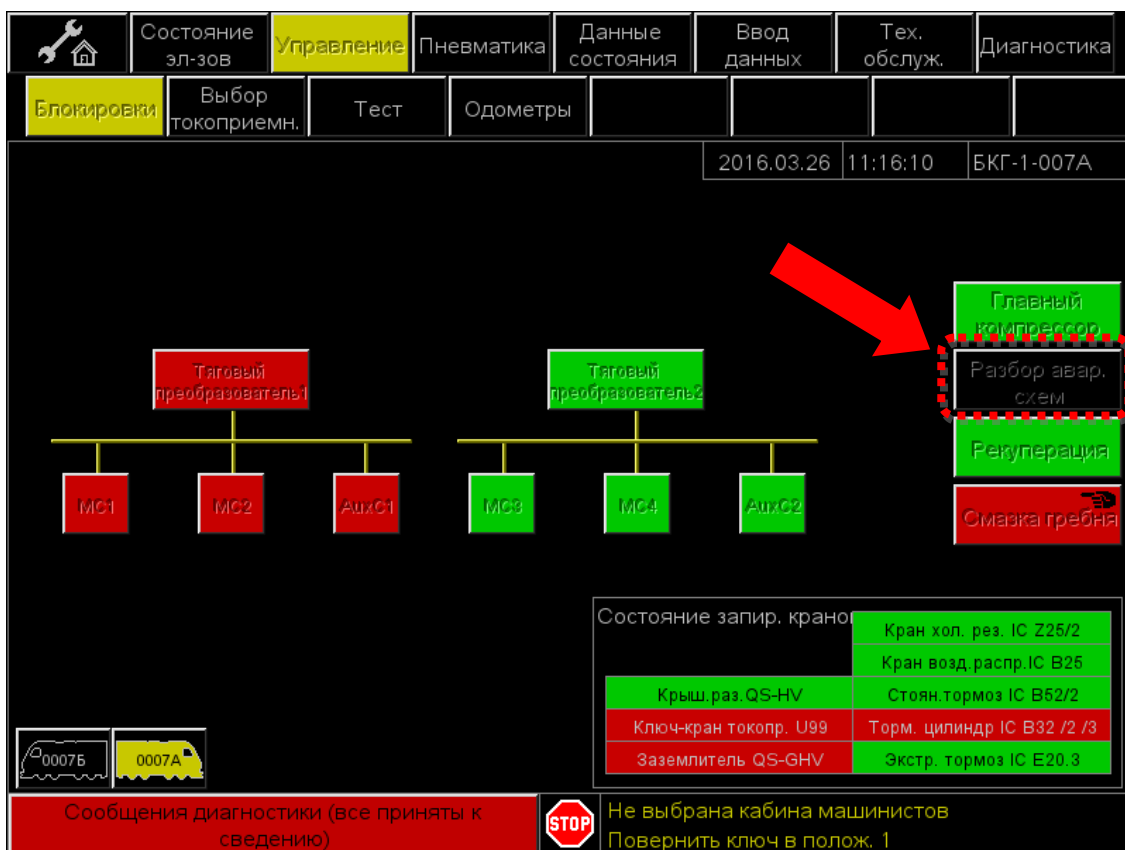 Состояние
эл-зов
Управление
Пневматика
Данные
состояния
Ввод
данных
Тех.
обслуж.
Диагностика
Блокировки
Выбор
токоприемн.
Тест
Одометры
2016.03.26
11:16:10
БКГ-1-007А
Главный
компрессор
Разбор авар.
схем
Рекуперация
Смазка гребня
Тяговый
преобразователь1
Тяговый
преобразователь2
МС1
МС2
AuxC1
МС3
МС4
AuxC2
Состояние запир. крано
Кран хол. рез. IC Z25/2
Кран возд.распр.IC B25
Крыш.раз.QS-HV
Стоян.тормоз IC B52/2
Ключ-кран токопр. U99
Торм. цилиндр IC B32 /2 /3
Заземлитель QS-GHV
Экстр. тормоз IC E20.3
0007Б
0007А
Сообщения диагностики (все приняты к
сведению)
STOP
Не выбрана кабина машинистов
Повернить ключ в полож. 1